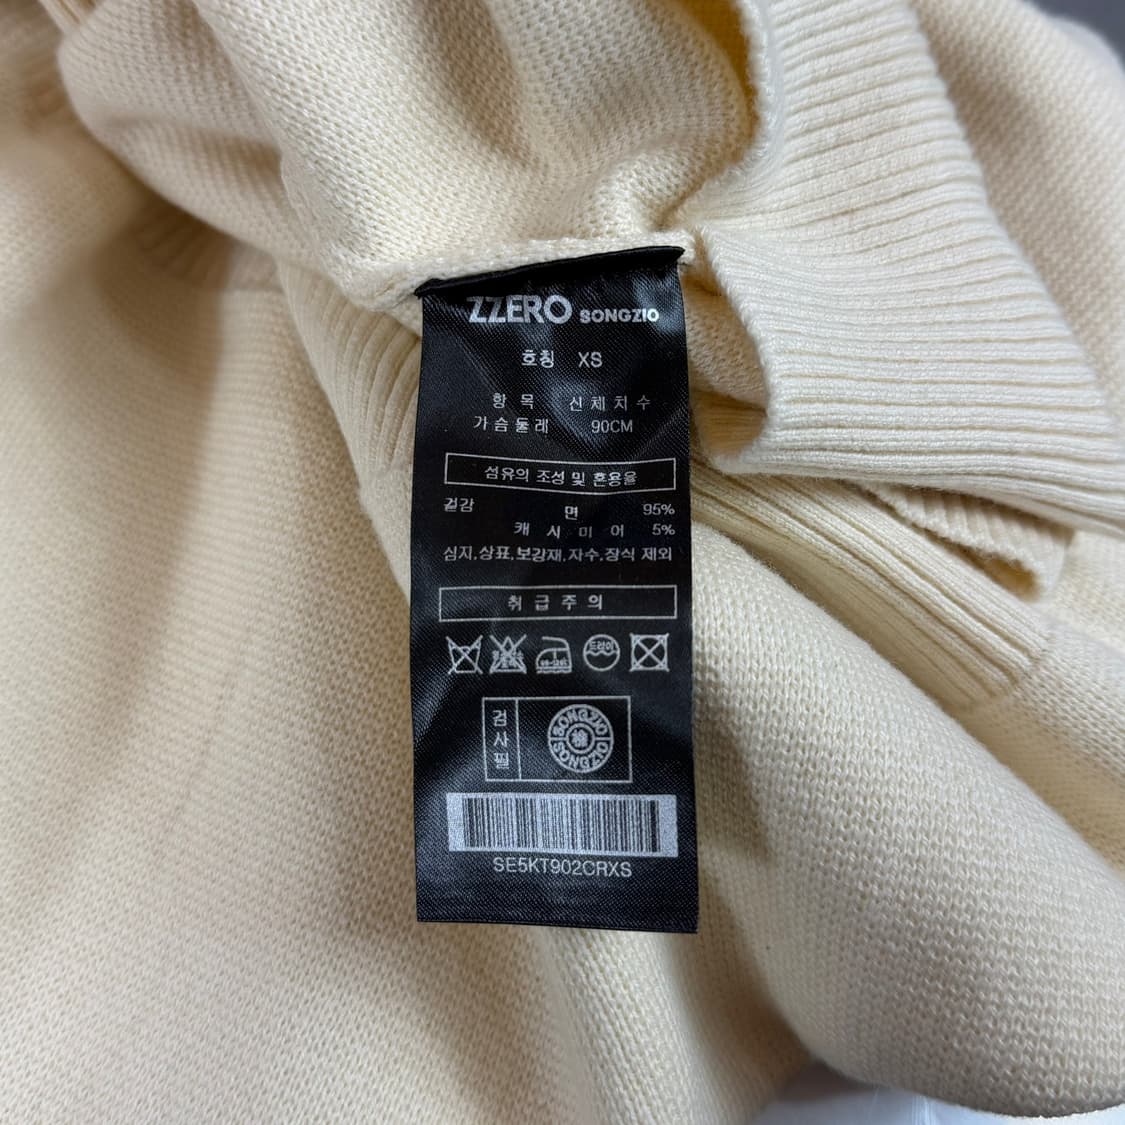 ZZERO SONGZIO
호칭 XS
항목 신체치수
가슴둘레 90CM
섬유의 조성 및 혼용율
겉감 면 95%
캐시미어 5%
심지,상표,보강재,자수,장식 제외
취급주의
드라이
검사필
SONGZIO
SONGZIO
SE5KT902CRXS